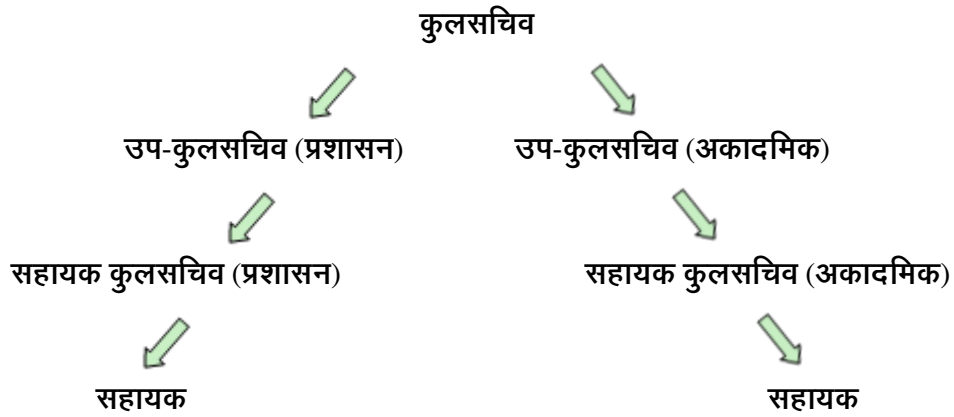 कुलसचिव
उप-कुलसचिव (प्रशासन) उप-कुलसचिव (अकादमिक)
सहायक कुलसचिव (प्रशासन) सहायक कुलसचिव (अकादमिक)
सहायक सहायक